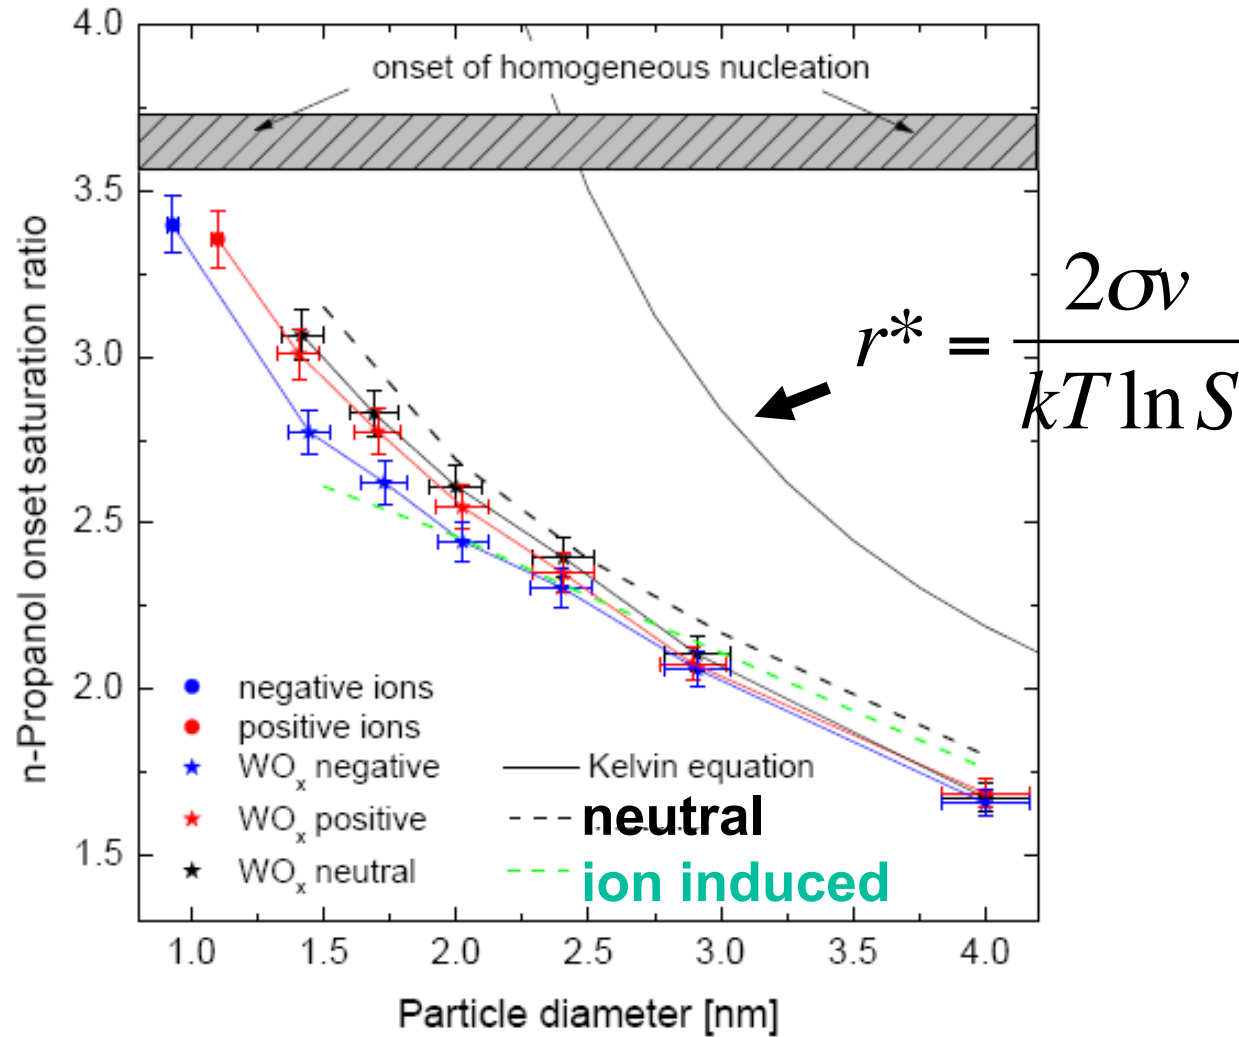 4.0
onset of homogeneous nucleation
3.5
3.0
2.5
2.0
1.5
n-Propanol onset saturation ratio
r* = 2σv / kT ln S
negative ions
positive ions
WOₓ negative
WOₓ positive
WOₓ neutral
Kelvin equation
neutral
ion induced
1.0 1.5 2.0 2.5 3.0 3.5 4.0
Particle diameter [nm]